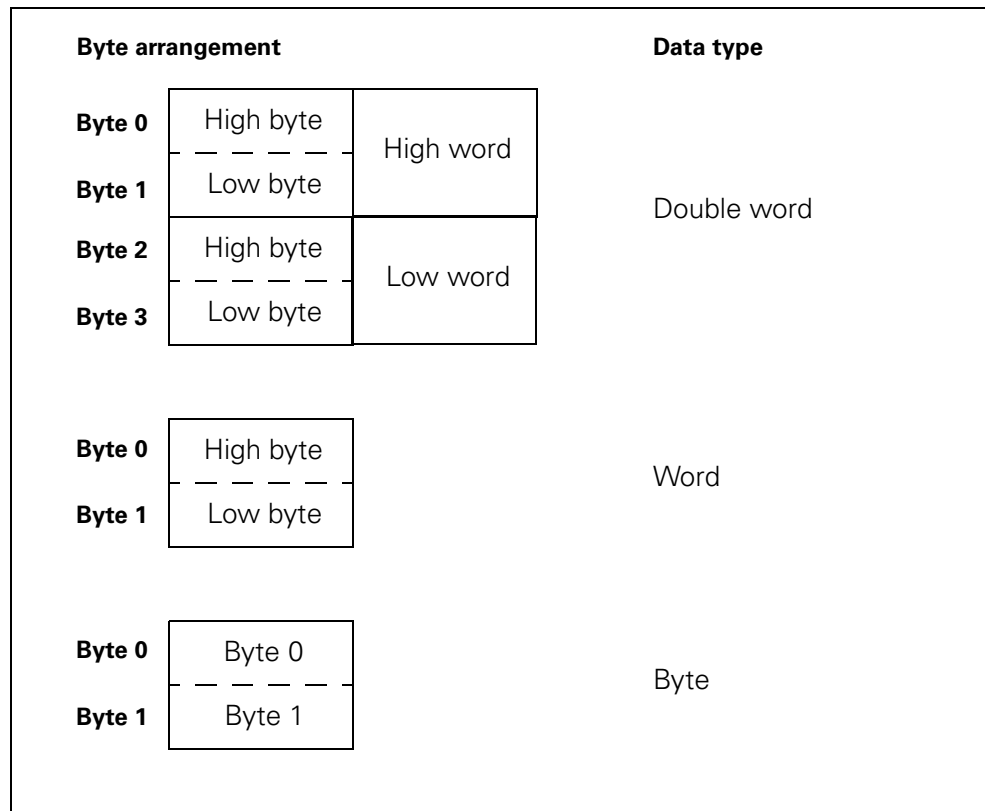 Byte arrangement Data type
Byte 0 High byte
High word
Byte 1 Low byte
Double word
Byte 2 High byte
Low word
Byte 3 Low byte
Byte 0 High byte
Word
Byte 1 Low byte
Byte 0 Byte 0
Byte
Byte 1 Byte 1